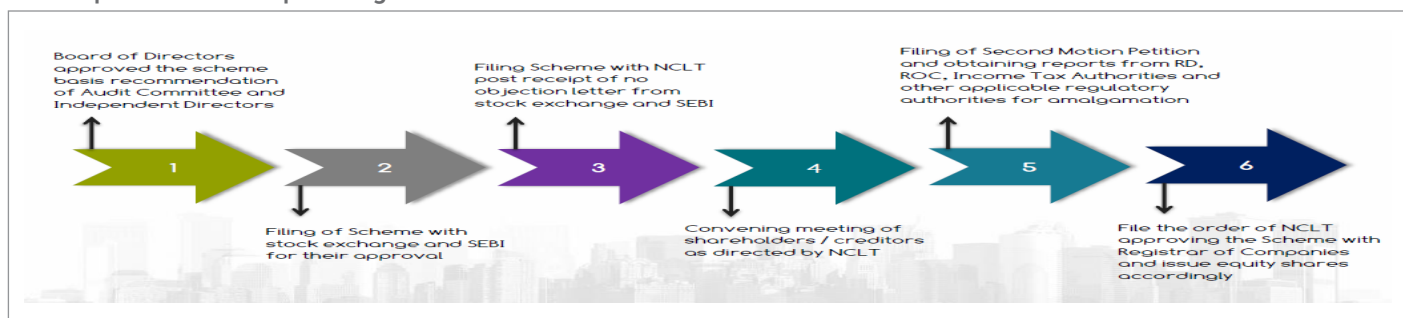 Board of Directors
approved the scheme
basis recommendation
of Audit Committee and
Independent Directors
1
2
Filing of Scheme with
stock exchange and SEBI
for their approval
Filing Scheme with NCLT
post receipt of no
objection letter from
stock exchange and SEBI
3
4
Convening meeting of
shareholders / creditors
as directed by NCLT
Filing of Second Motion Petition
and obtaining reports from RD,
ROC, Income Tax Authorities and
other applicable regulatory
authorities for amalgamation
5
6
File the order of NCLT
approving the Scheme with
Registrar of Companies
and issue equity shares
accordingly